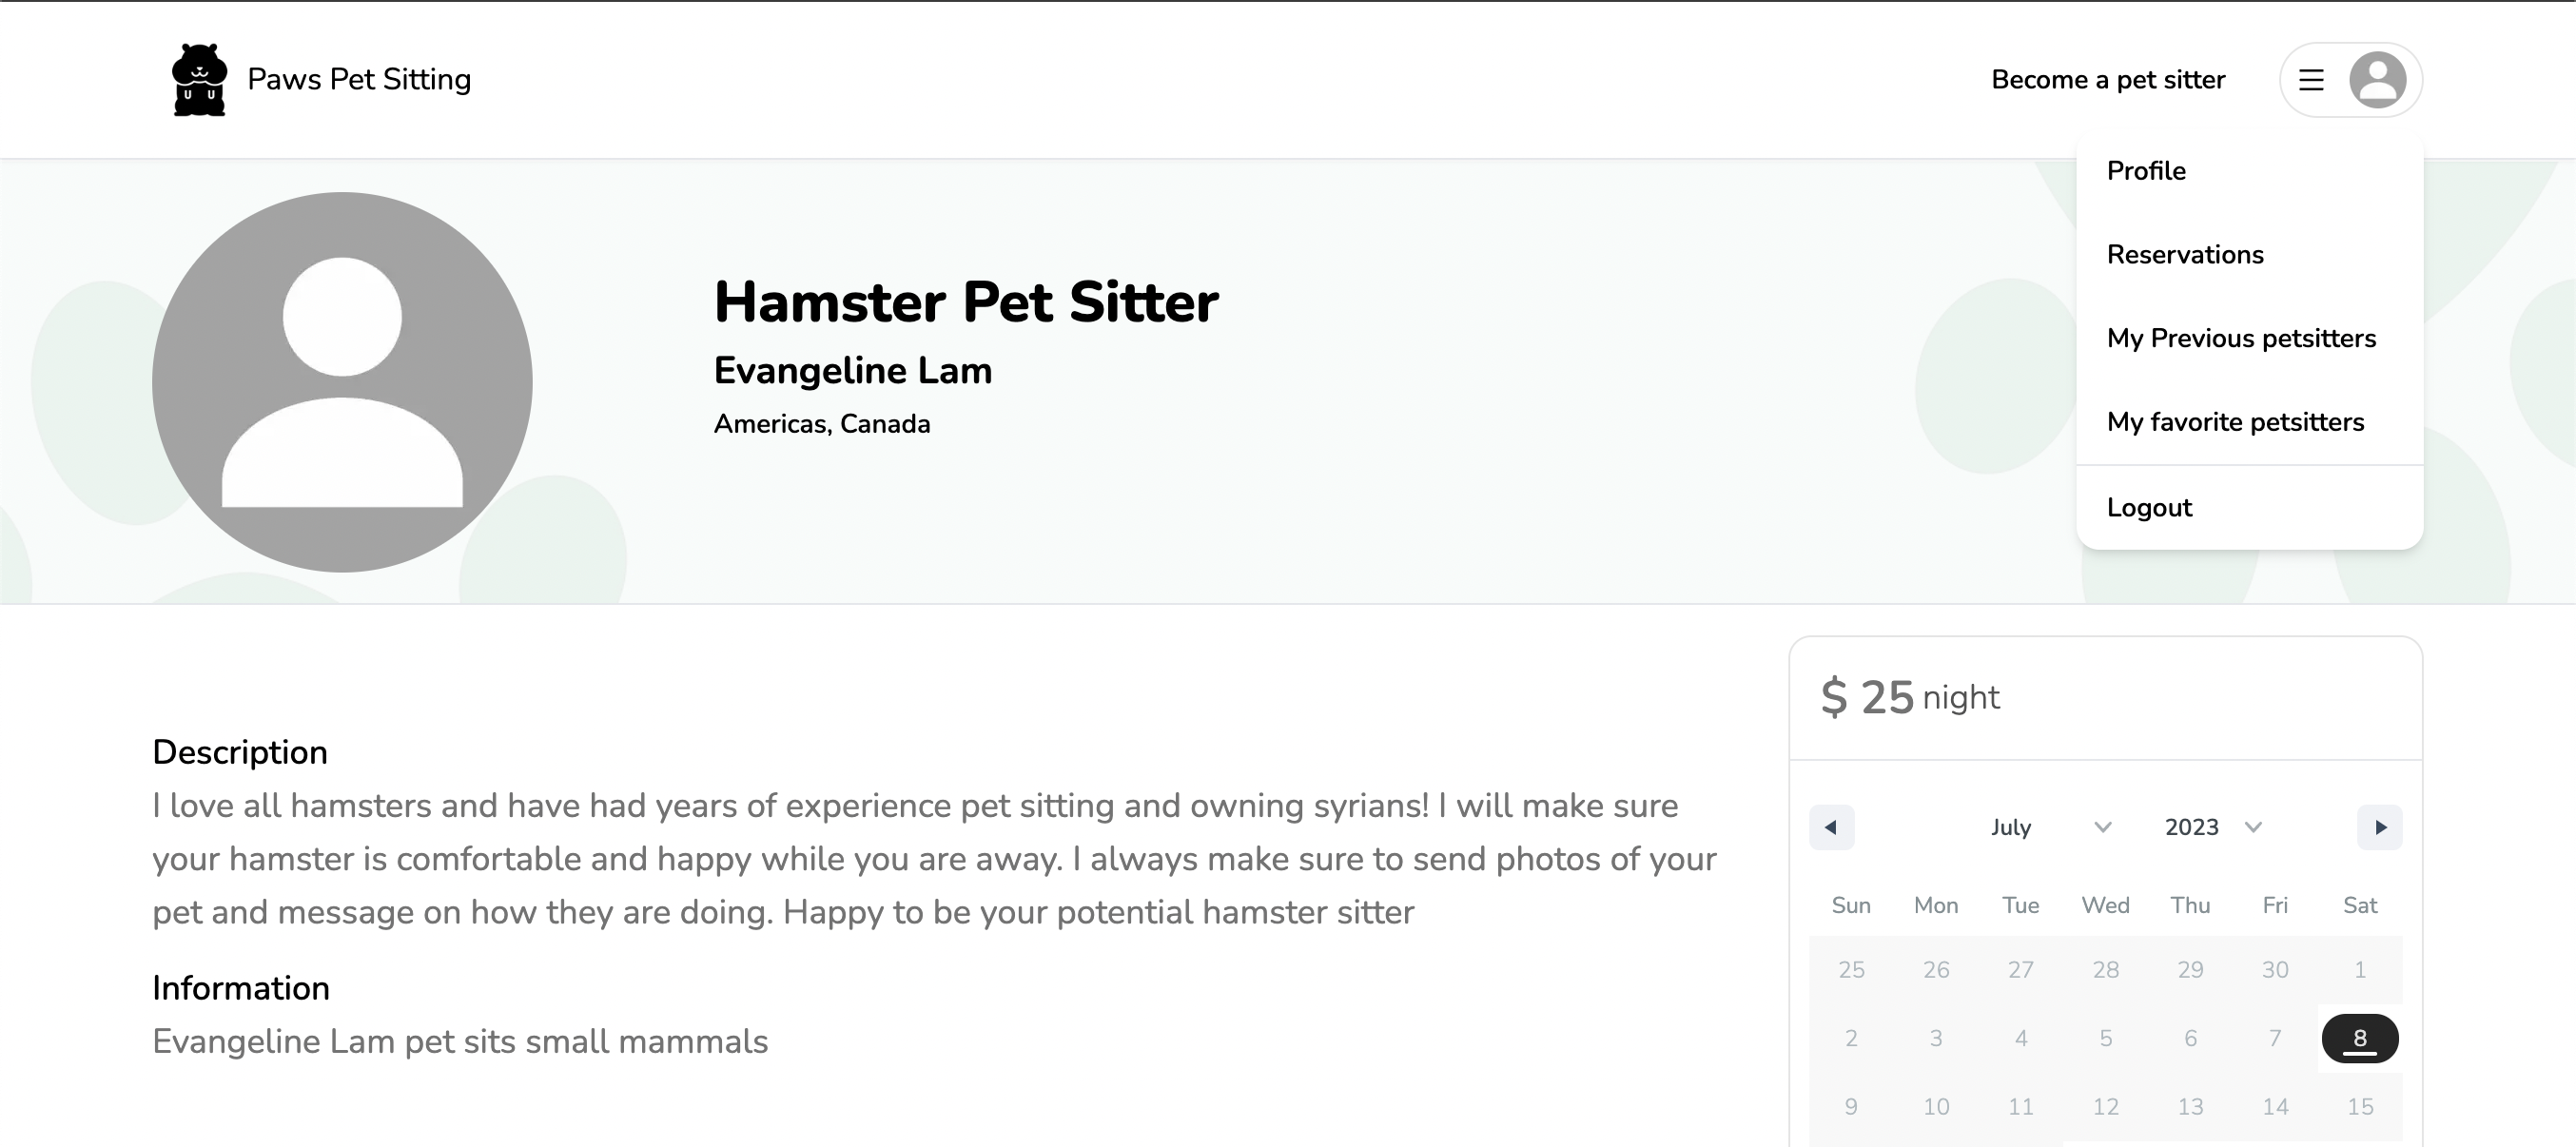 Paws Pet Sitting
Become a pet sitter
Profile
Reservations
My Previous petsitters
My favorite petsitters
Logout
Hamster Pet Sitter
Evangeline Lam
Americas, Canada
Description
I love all hamsters and have had years of experience pet sitting and owning syrians! I will make sure
your hamster is comfortable and happy while you are away. I always make sure to send photos of your
pet and message on how they are doing. Happy to be your potential hamster sitter
Information
Evangeline Lam pet sits small mammals
$ 25 night
July 2023
Sun Mon Tue Wed Thu Fri Sat
25 26 27 28 29 30 1
2 3 4 5 6 7 8
9 10 11 12 13 14 15